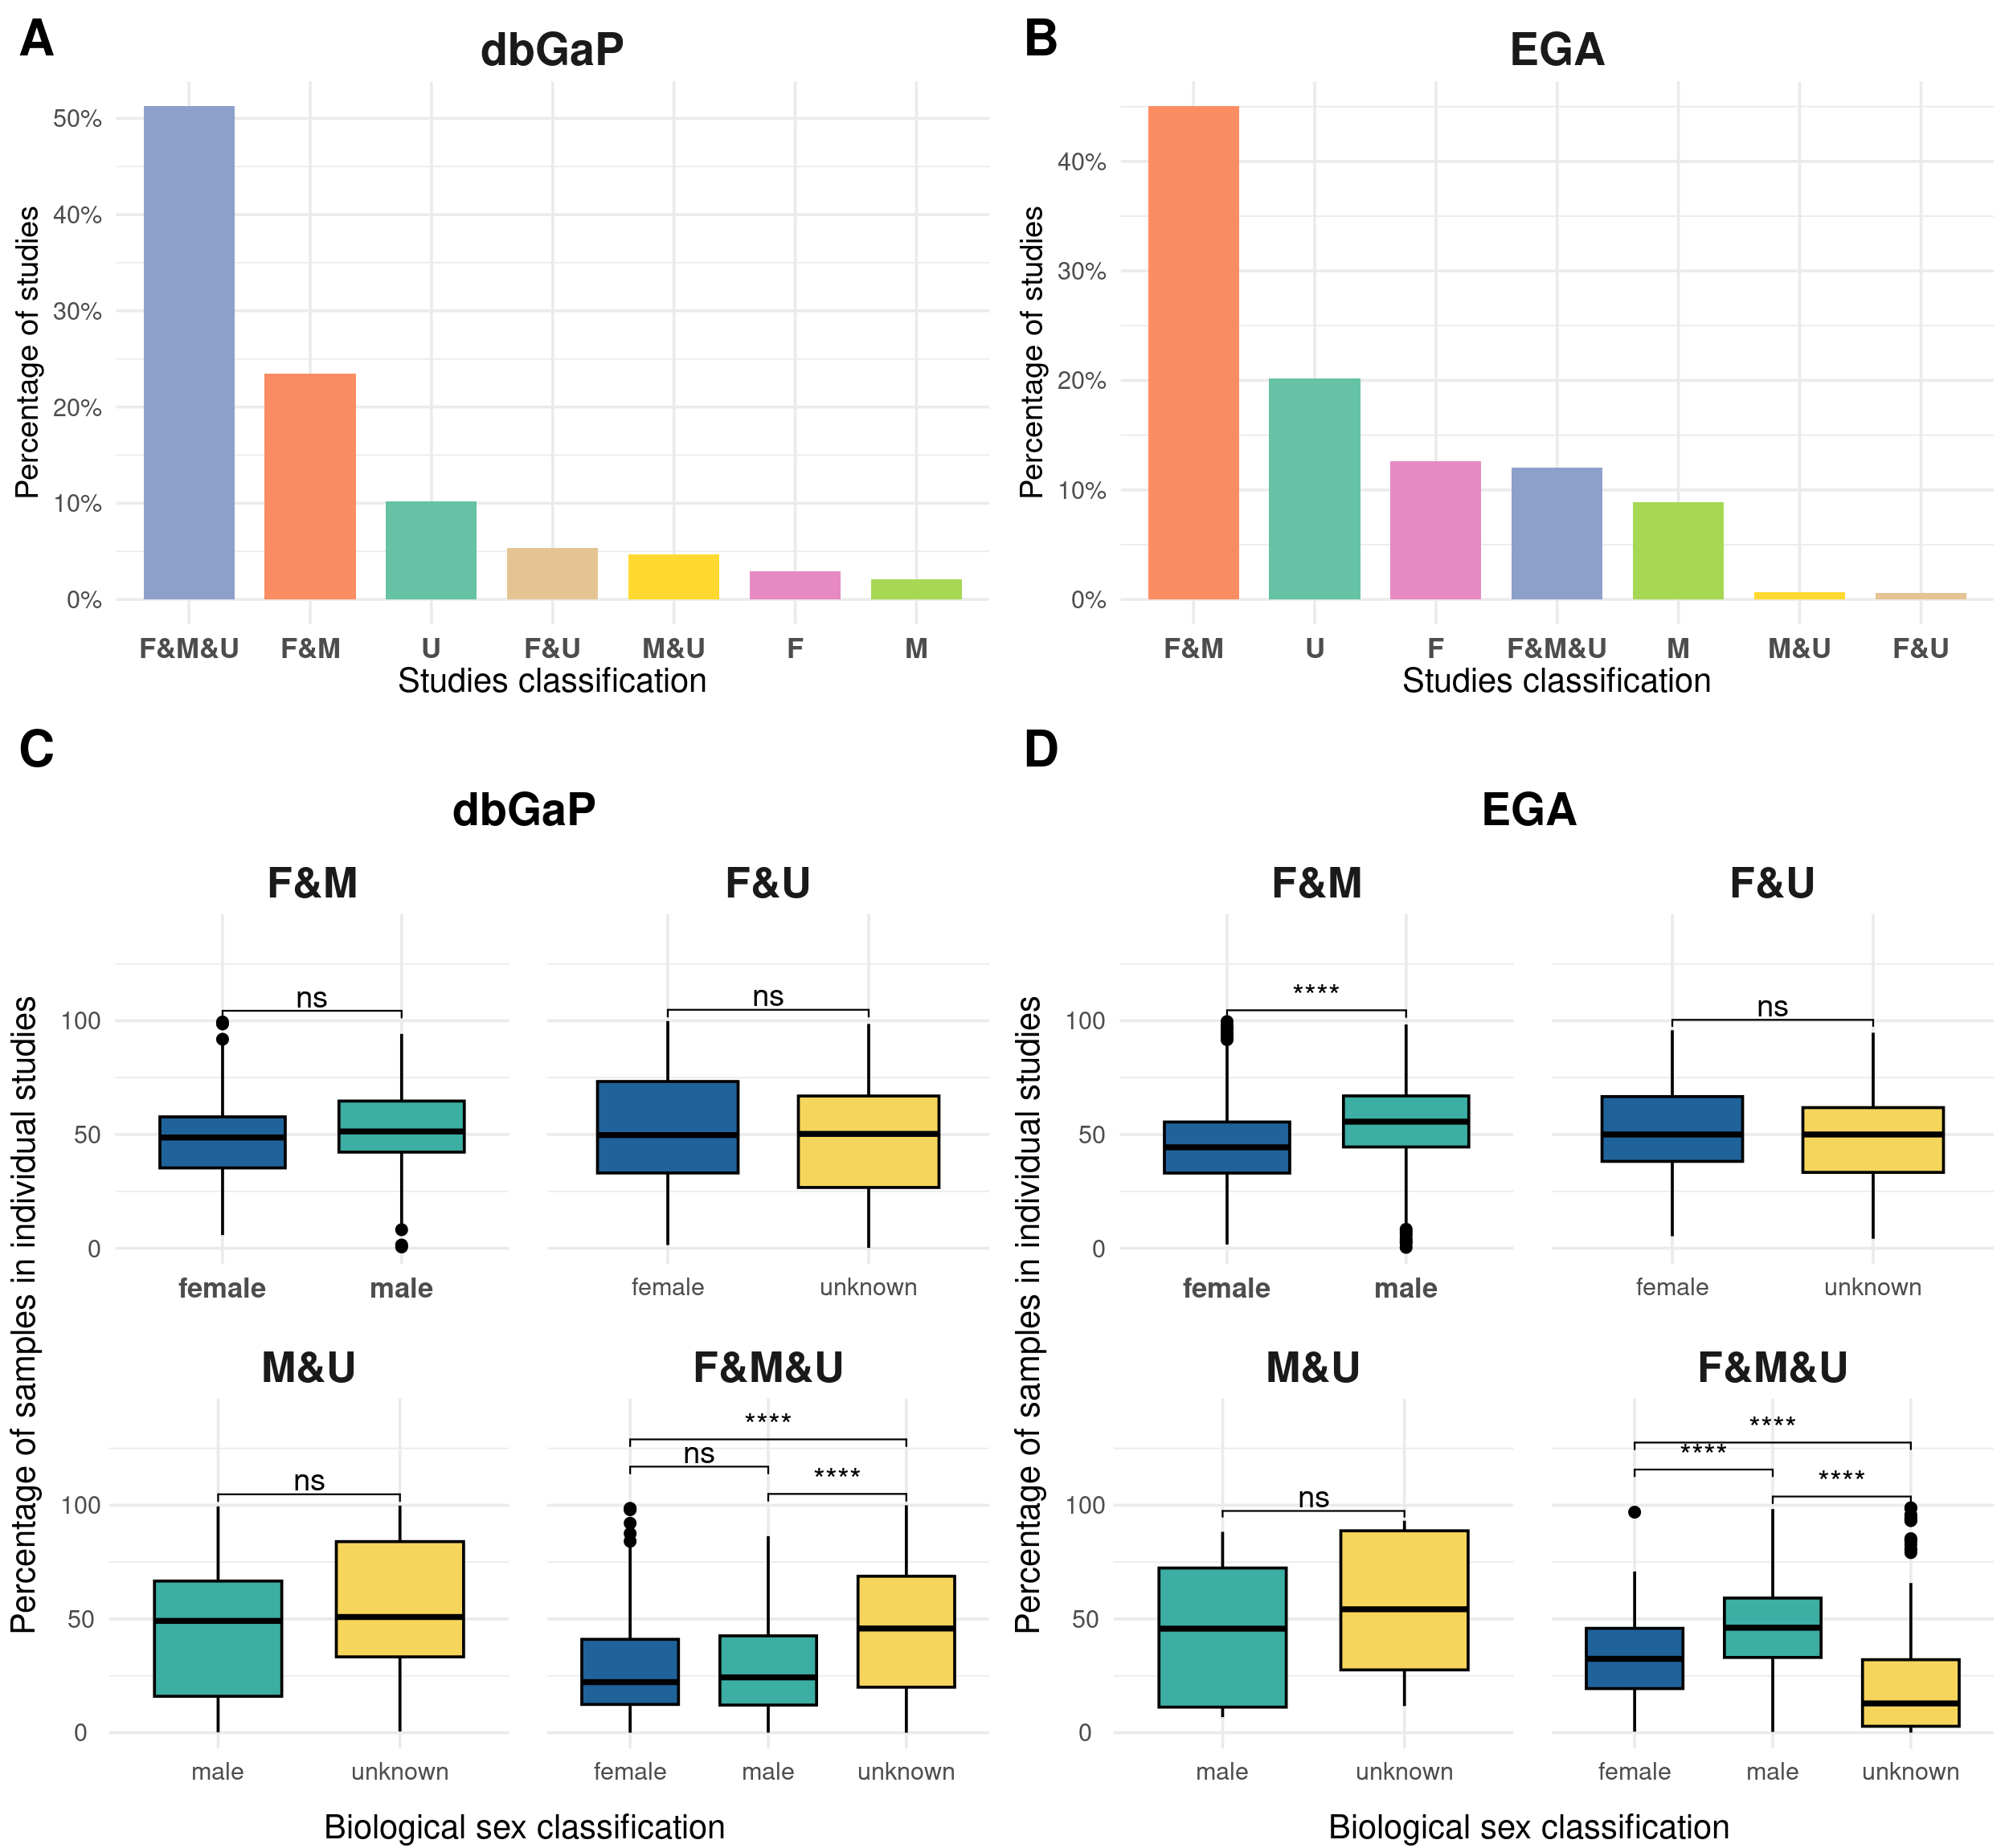 A
dbGaP
Percentage of studies
50%
40%
30%
20%
10%
0%
F&M&U F&M U F&U M&U F M
Studies classification
B
EGA
Percentage of studies
40%
30%
20%
10%
0%
F&M U F F&M&U M M&U F&U
Studies classification
C
dbGaP
Percentage of samples in individual studies
F&M
ns
100
50
0
female male
F&U
ns
female unknown
M&U
ns
100
50
0
male unknown
F&M&U
****
ns
****
female male unknown
Biological sex classification
D
EGA
Percentage of samples in individual studies
F&M
****
100
50
0
female male
F&U
ns
female unknown
M&U
ns
100
50
0
male unknown
F&M&U
****
****
****
female male unknown
Biological sex classification